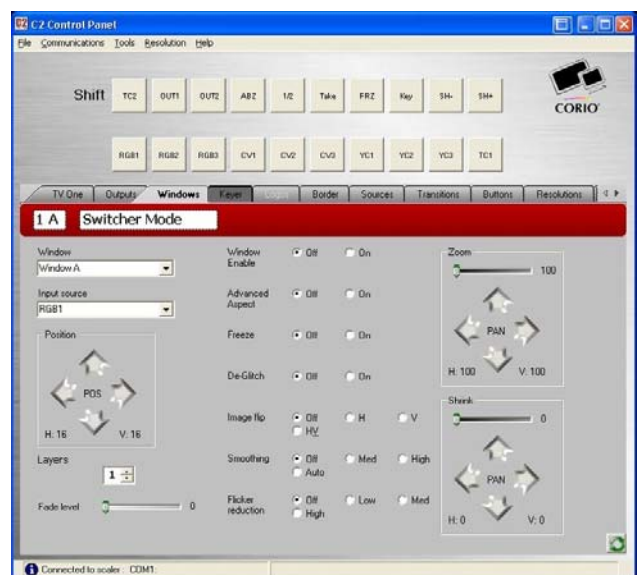 C2 Control Panel
File Communications Tools Resolution Help
Shift TC2 OUT1 OUT2 ABZ 1/2 Take FRZ Key SH- SH+
CORIO
RGB1 RGB2 RGB3 CV1 CV2 CV3 YC1 YC2 YC3 TC1
TV One Outputs Windows Keyer Border Sources Transitions Buttons Resolutions
1 A Switcher Mode
Window
Window A
Input source
RGB1
Position
POS
H: 16 V: 16
Layers
1
Fade level 0
Window Enable Off On
Advanced Aspect Off On
Freeze Off On
De-Glitch Off On
Image flip Off H V
HV
Smoothing Off Med High
Auto
Flicker reduction Off Low Med
High
Zoom
100
PAN
H: 100 V: 100
Shrink
0
PAN
H: 0 V: 0
Connected to scaler : COM1: